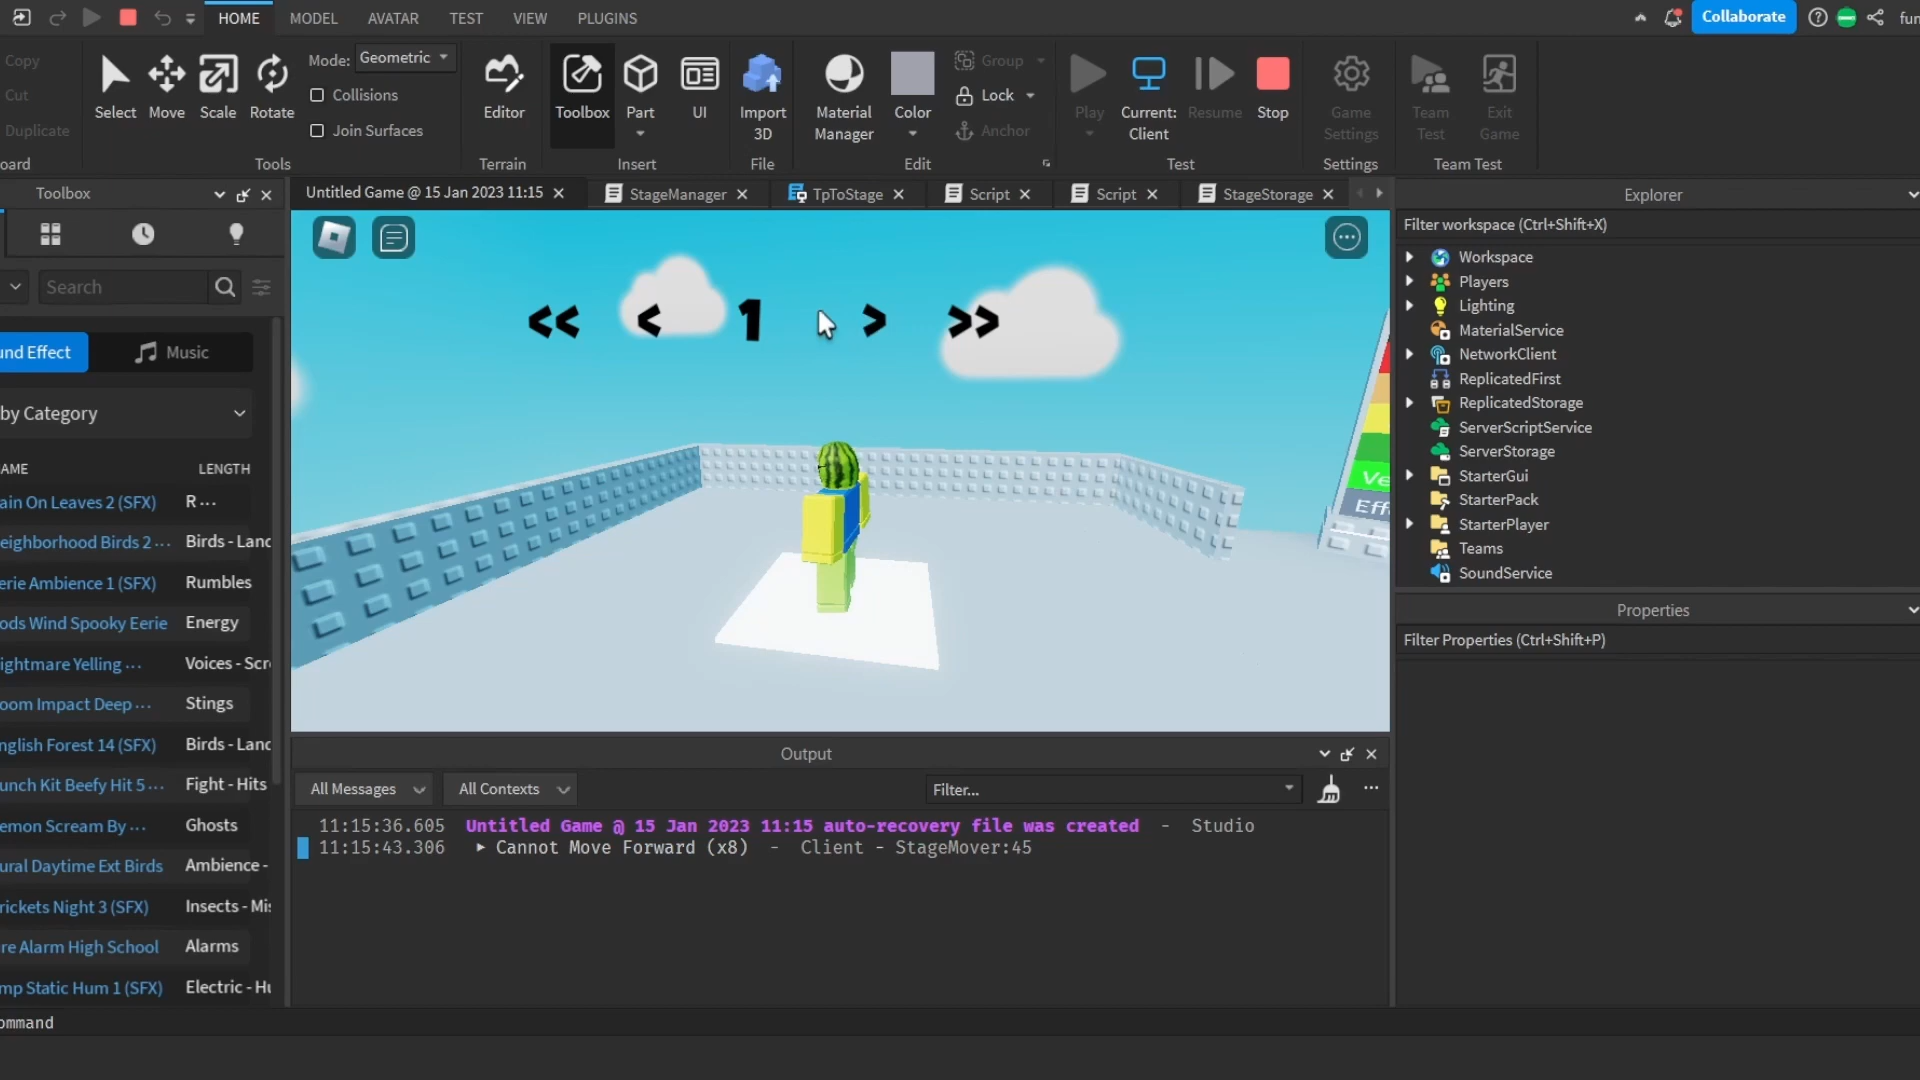 HOME MODEL AVATAR TEST VIEW PLUGINS
Collaborate
fun
Copy
Cut
Duplicate
oard
Select
Move
Scale
Rotate
Mode: Geometric
Collisions
Join Surfaces
Tools
Editor
Terrain
Toolbox
Part
UI
Insert
Import
3D
File
Material
Manager
Color
Group
Lock
Anchor
Edit
Play
Current:
Client
Resume
Stop
Test
Game
Settings
Settings
Team
Test
Exit
Game
Team Test
Toolbox
Search
und Effect
Music
by Category
AME LENGTH
ain On Leaves 2 (SFX) R ...
eighborhood Birds 2 ... Birds - Land
erie Ambience 1 (SFX) Rumbles
ods Wind Spooky Eerie Energy
ightmare Yelling ... Voices - Scr
oom Impact Deep ... Stings
nglish Forest 14 (SFX) Birds - Land
unch Kit Beefy Hit 5 ... Fight - Hits
emon Scream By ... Ghosts
ural Daytime Ext Birds Ambience -
rickets Night 3 (SFX) Insects - Mis
re Alarm High School Alarms
mp Static Hum 1 (SFX) Electric - Hu
ommand
Untitled Game @ 15 Jan 2023 11:15
StageManager
TpToStage
Script
Script
StageStorage
<< < 1 > >>
Ve
Effe
Output
All Messages
All Contexts
Filter...
11:15:36.605 Untitled Game @ 15 Jan 2023 11:15 auto-recovery file was created - Studio
11:15:43.306 Cannot Move Forward (x8) - Client - StageMover:45
Explorer
Filter workspace (Ctrl+Shift+X)
Workspace
Players
Lighting
MaterialService
NetworkClient
ReplicatedFirst
ReplicatedStorage
ServerScriptService
ServerStorage
StarterGui
StarterPack
StarterPlayer
Teams
SoundService
Properties
Filter Properties (Ctrl+Shift+P)